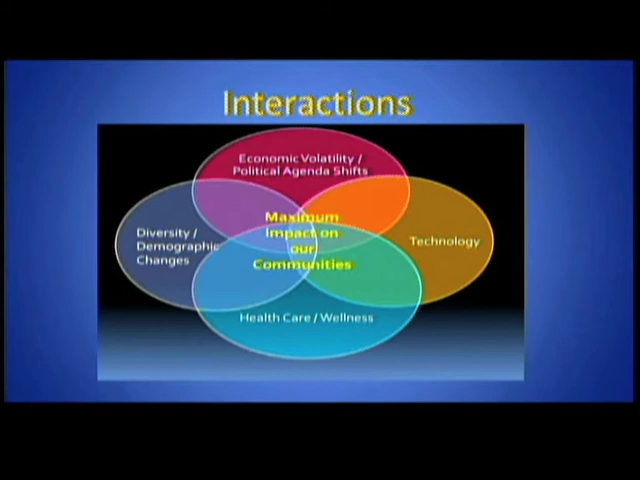 Interactions
Economic Volatility /
Political Agenda Shifts
Maximum
Impact on
our
Communities
Diversity /
Demographic
Changes
Technology
Health Care / Wellness